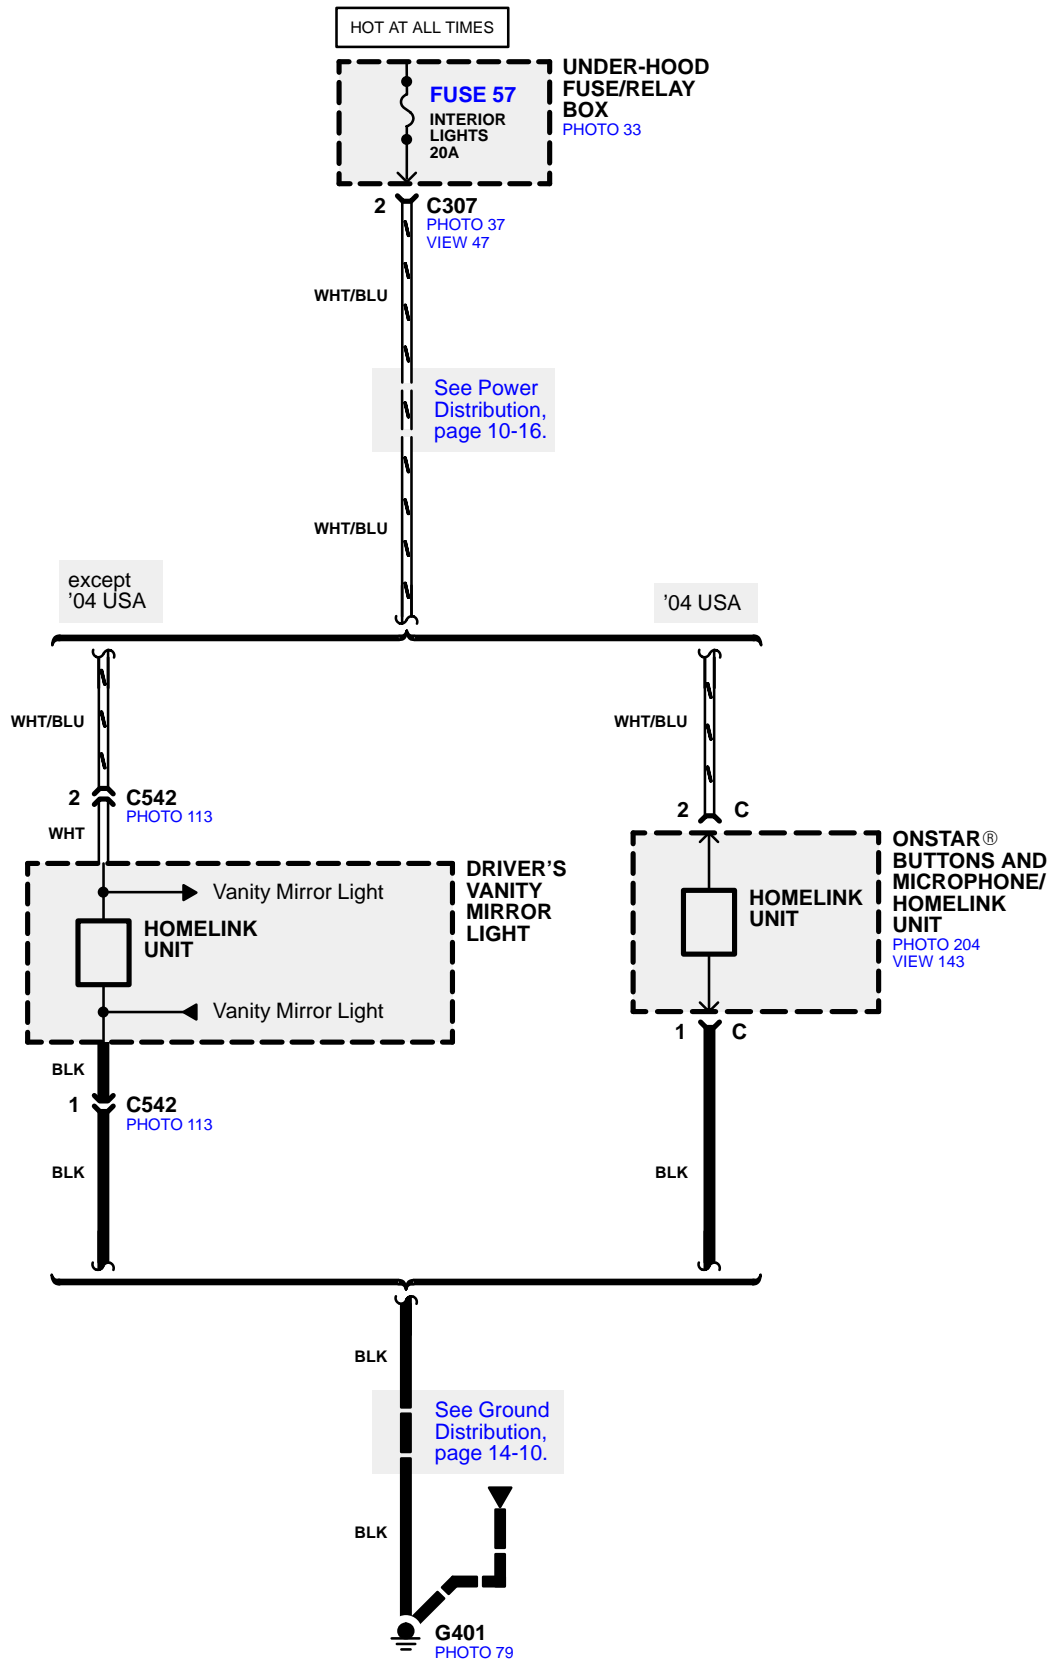 HOT AT ALL TIMES
UNDER-HOOD
FUSE/RELAY
BOX
PHOTO 33
FUSE 57
INTERIOR
LIGHTS
20A
2 C307
PHOTO 37
VIEW 47
WHT/BLU
See Power
Distribution,
page 10-16.
WHT/BLU
except
’04 USA
’04 USA
WHT/BLU
WHT/BLU
2 C542
PHOTO 113
WHT
2 C
DRIVER’S
VANITY
MIRROR
LIGHT
Vanity Mirror Light
HOMELINK
UNIT
Vanity Mirror Light
ONSTAR®
BUTTONS AND
MICROPHONE/
HOMELINK
UNIT
PHOTO 204
VIEW 143
HOMELINK
UNIT
BLK
1 C542
PHOTO 113
1 C
BLK
BLK
BLK
See Ground
Distribution,
page 14-10.
BLK
G401
PHOTO 79